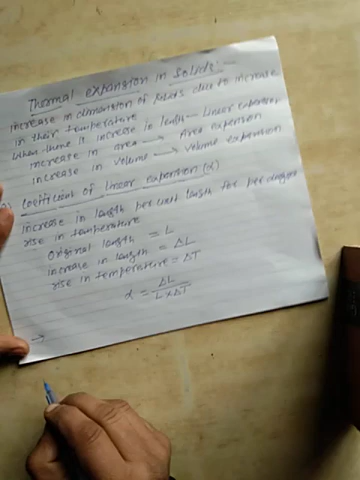 Thermal expansion in Solids:-
increase in dimension of solids due to increase
in their temperature
when there is increase in length — Linear expansion
increase in area → Area expansion
increase in volume → Volume expansion
Coefficient of linear expansion (α)
increase in length per unit length for per degree
rise in temperature
Original length = L
increase in length = ΔL
rise in temperature = ΔT
α = ΔL / L×ΔT
→